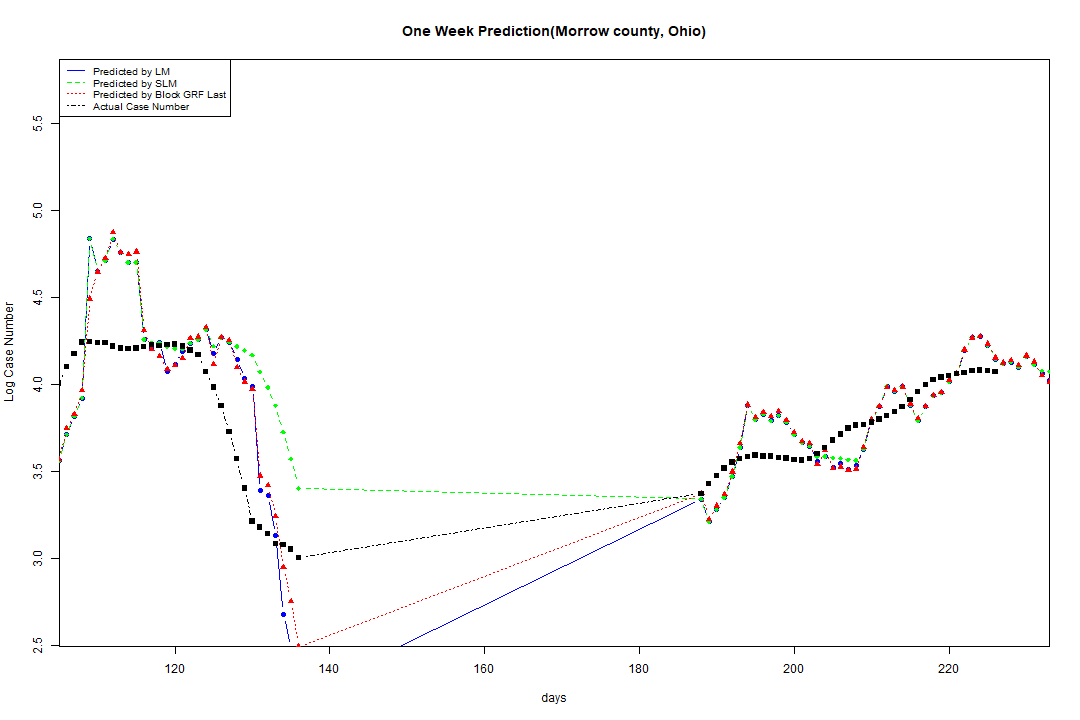 One Week Prediction(Morrow county, Ohio)
Predicted by LM
Predicted by SLM
Predicted by Block GRF Last
Actual Case Number
Log Case Number
5.5
5.0
4.5
4.0
3.5
3.0
2.5
120 140 160 180 200 220
days